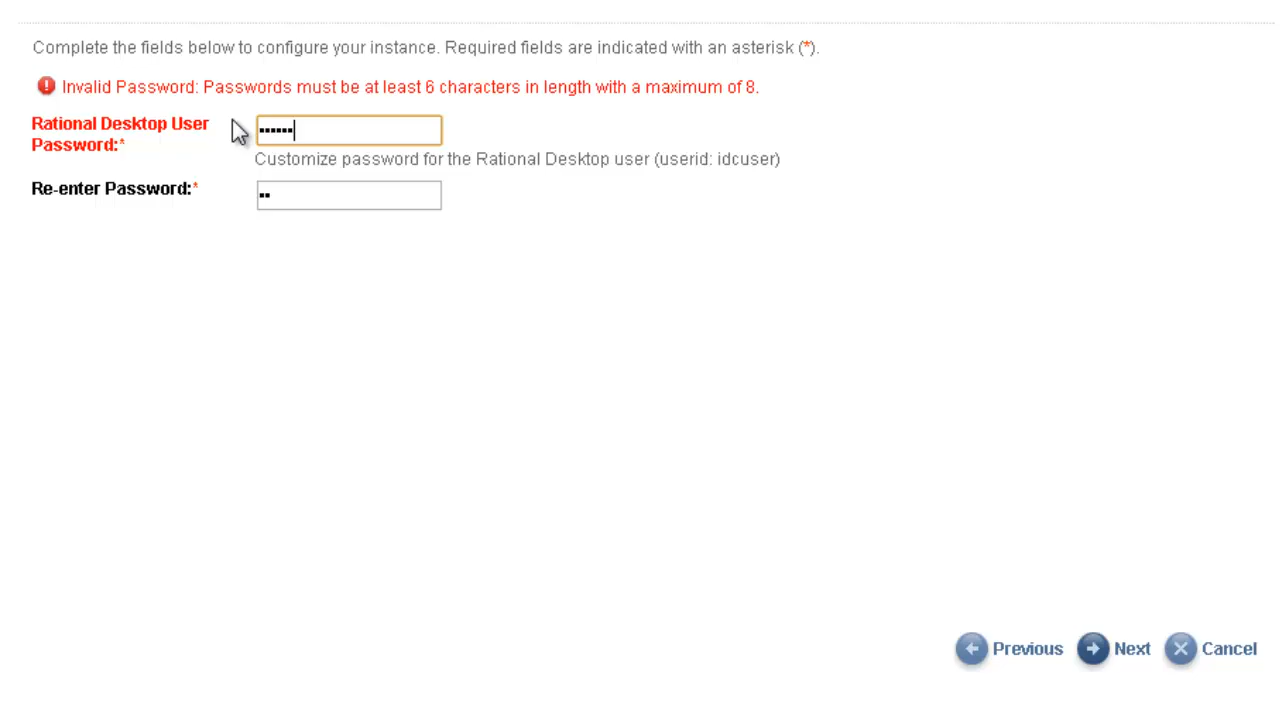 Complete the fields below to configure your instance. Required fields are indicated with an asterisk (*).
Invalid Password: Passwords must be at least 6 characters in length with a maximum of 8.
Rational Desktop User
Password:*
••••••
Customize password for the Rational Desktop user (userid: idcuser)
Re-enter Password:*
••
Previous Next Cancel